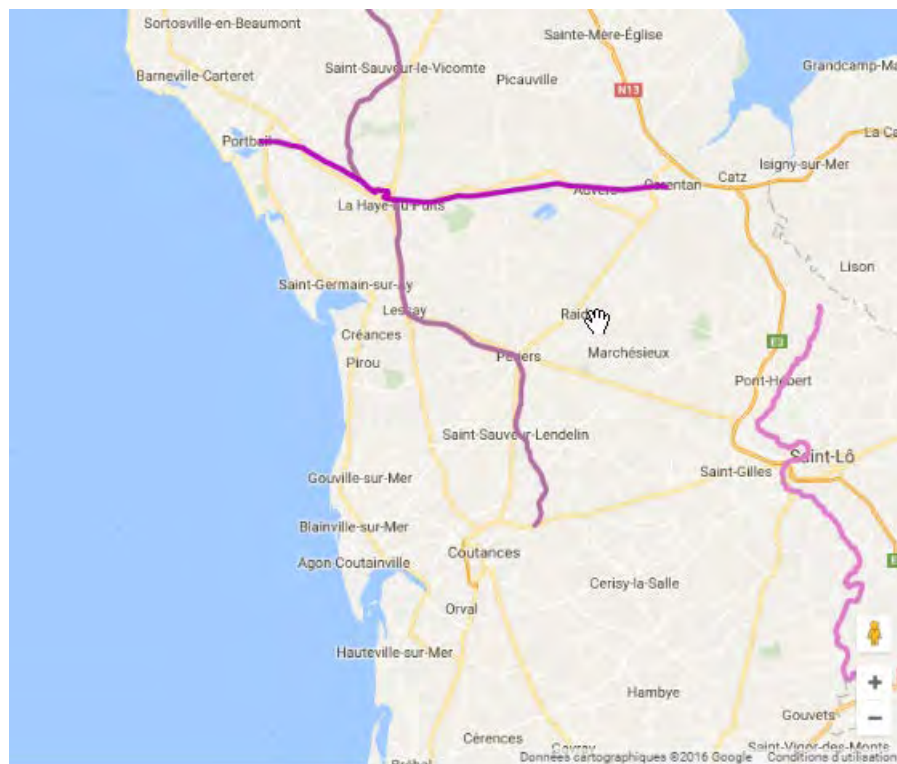 Sortosville-en-Beaumont
Sainte-Mère-Église
Saint-Sauveur-le-Vicomte
Grandcamp-Ma
Barneville-Carteret
Picauville
N13
La Ca
Portbail
Isigny-sur-Mer
Catz
Carentan
Auvers
La Haye-du-Puits
Lison
Saint-Germain-sur-Ay
Lessay
Raid
Créances
E3
Périers
Marchésieux
Pirou
Pont-Hébert
Saint-Sauveur-Lendelin
Saint-Lô
Saint-Gilles
Gouville-sur-Mer
Blainville-sur-Mer
Coutances
Agon-Coutainville
Cerisy-la-Salle
Orval
Hauteville-sur-Mer
Hambye
Gouvets
Cérences
Gavray
Saint-Vigor-des-Monts
Données cartographiques ©2016 Google
Conditions d'utilisation